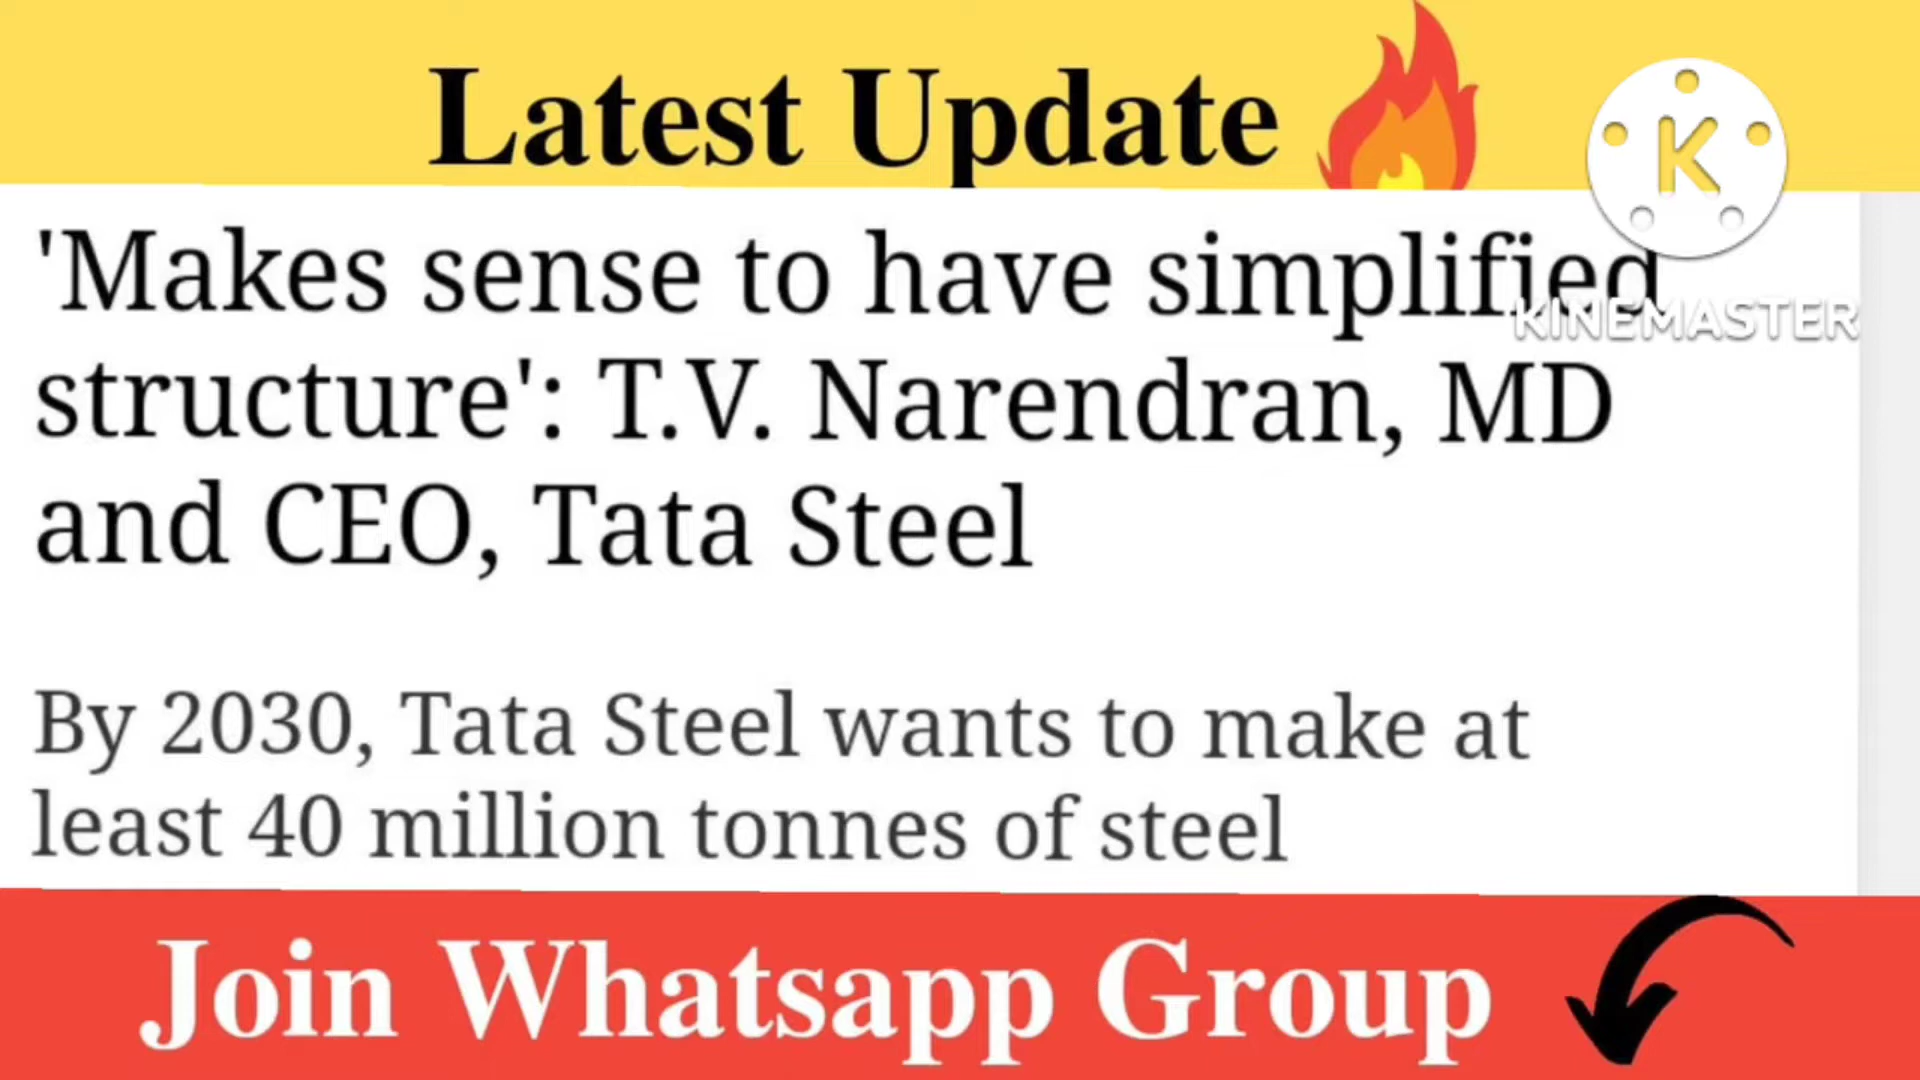 Latest Update
K
'Makes sense to have simplified
KINEMASTER
structure': T.V. Narendran, MD
and CEO, Tata Steel
By 2030, Tata Steel wants to make at
least 40 million tonnes of steel
Join Whatsapp Group